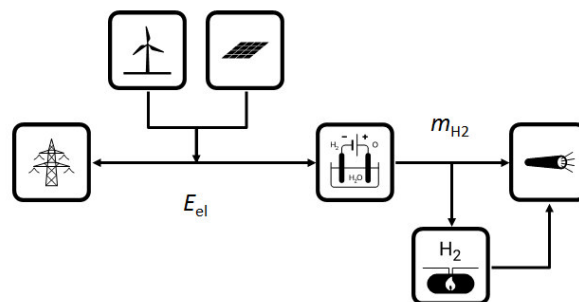 − +
H₂ O
H₂O
m_H2
E_el
H₂